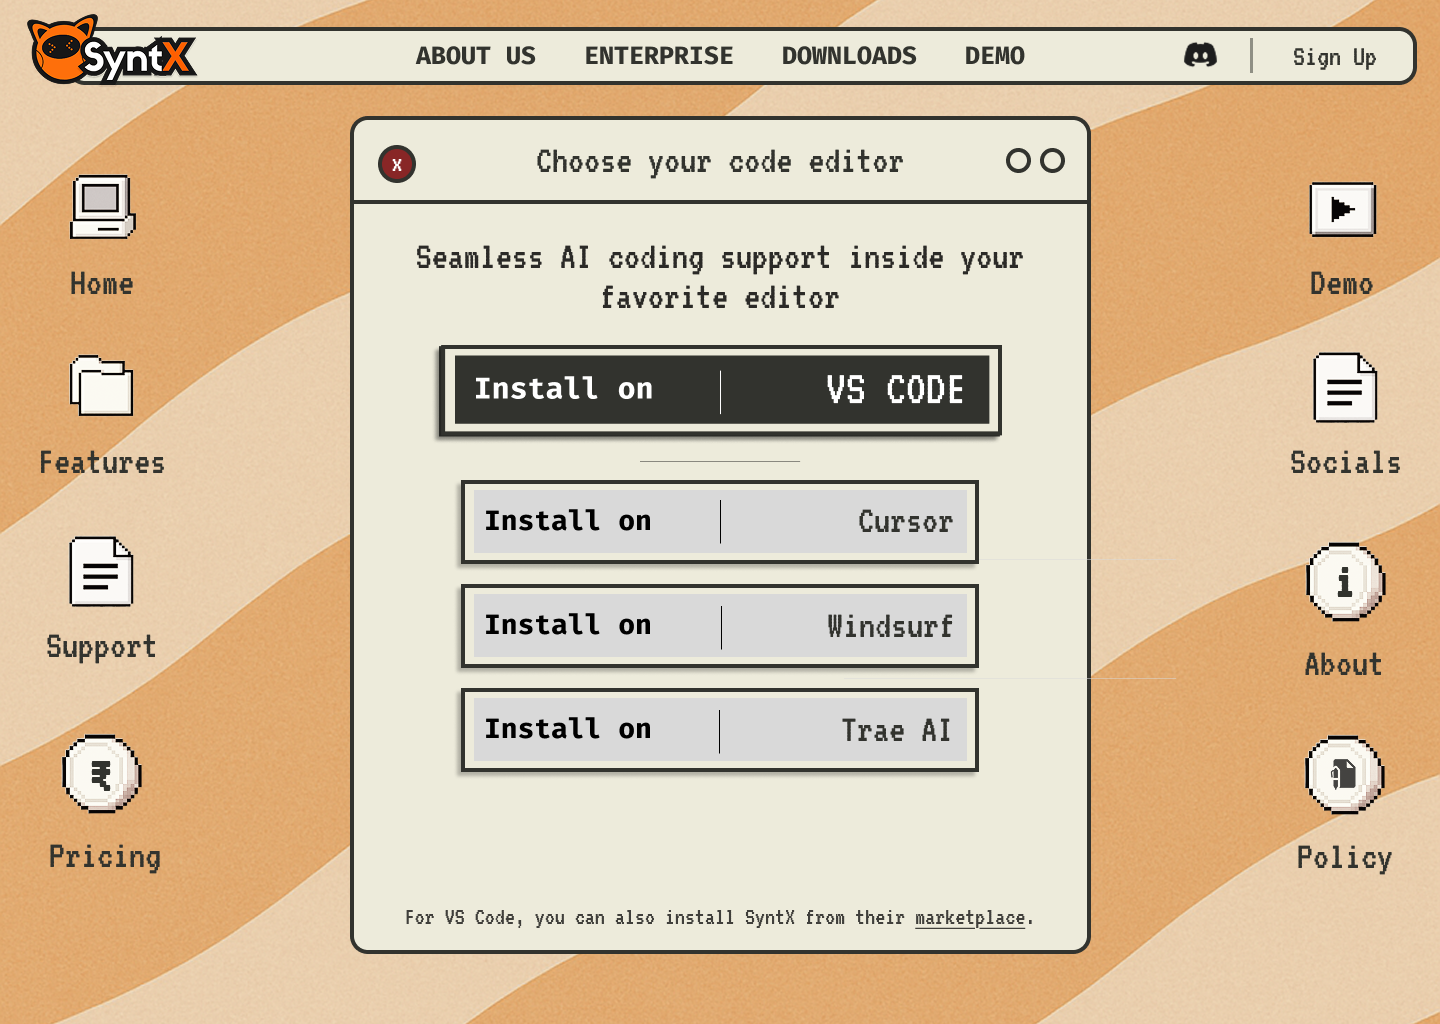 SyntX
ABOUT US
ENTERPRISE
DOWNLOADS
DEMO
Sign Up
X
Choose your code editor
Seamless AI coding support inside your
favorite editor
Install on
VS CODE
Install on
Cursor
Install on
Windsurf
Install on
Trae AI
For VS Code, you can also install SyntX from their marketplace.
Home
Features
Support
₹
Pricing
Demo
Socials
i
About
Policy